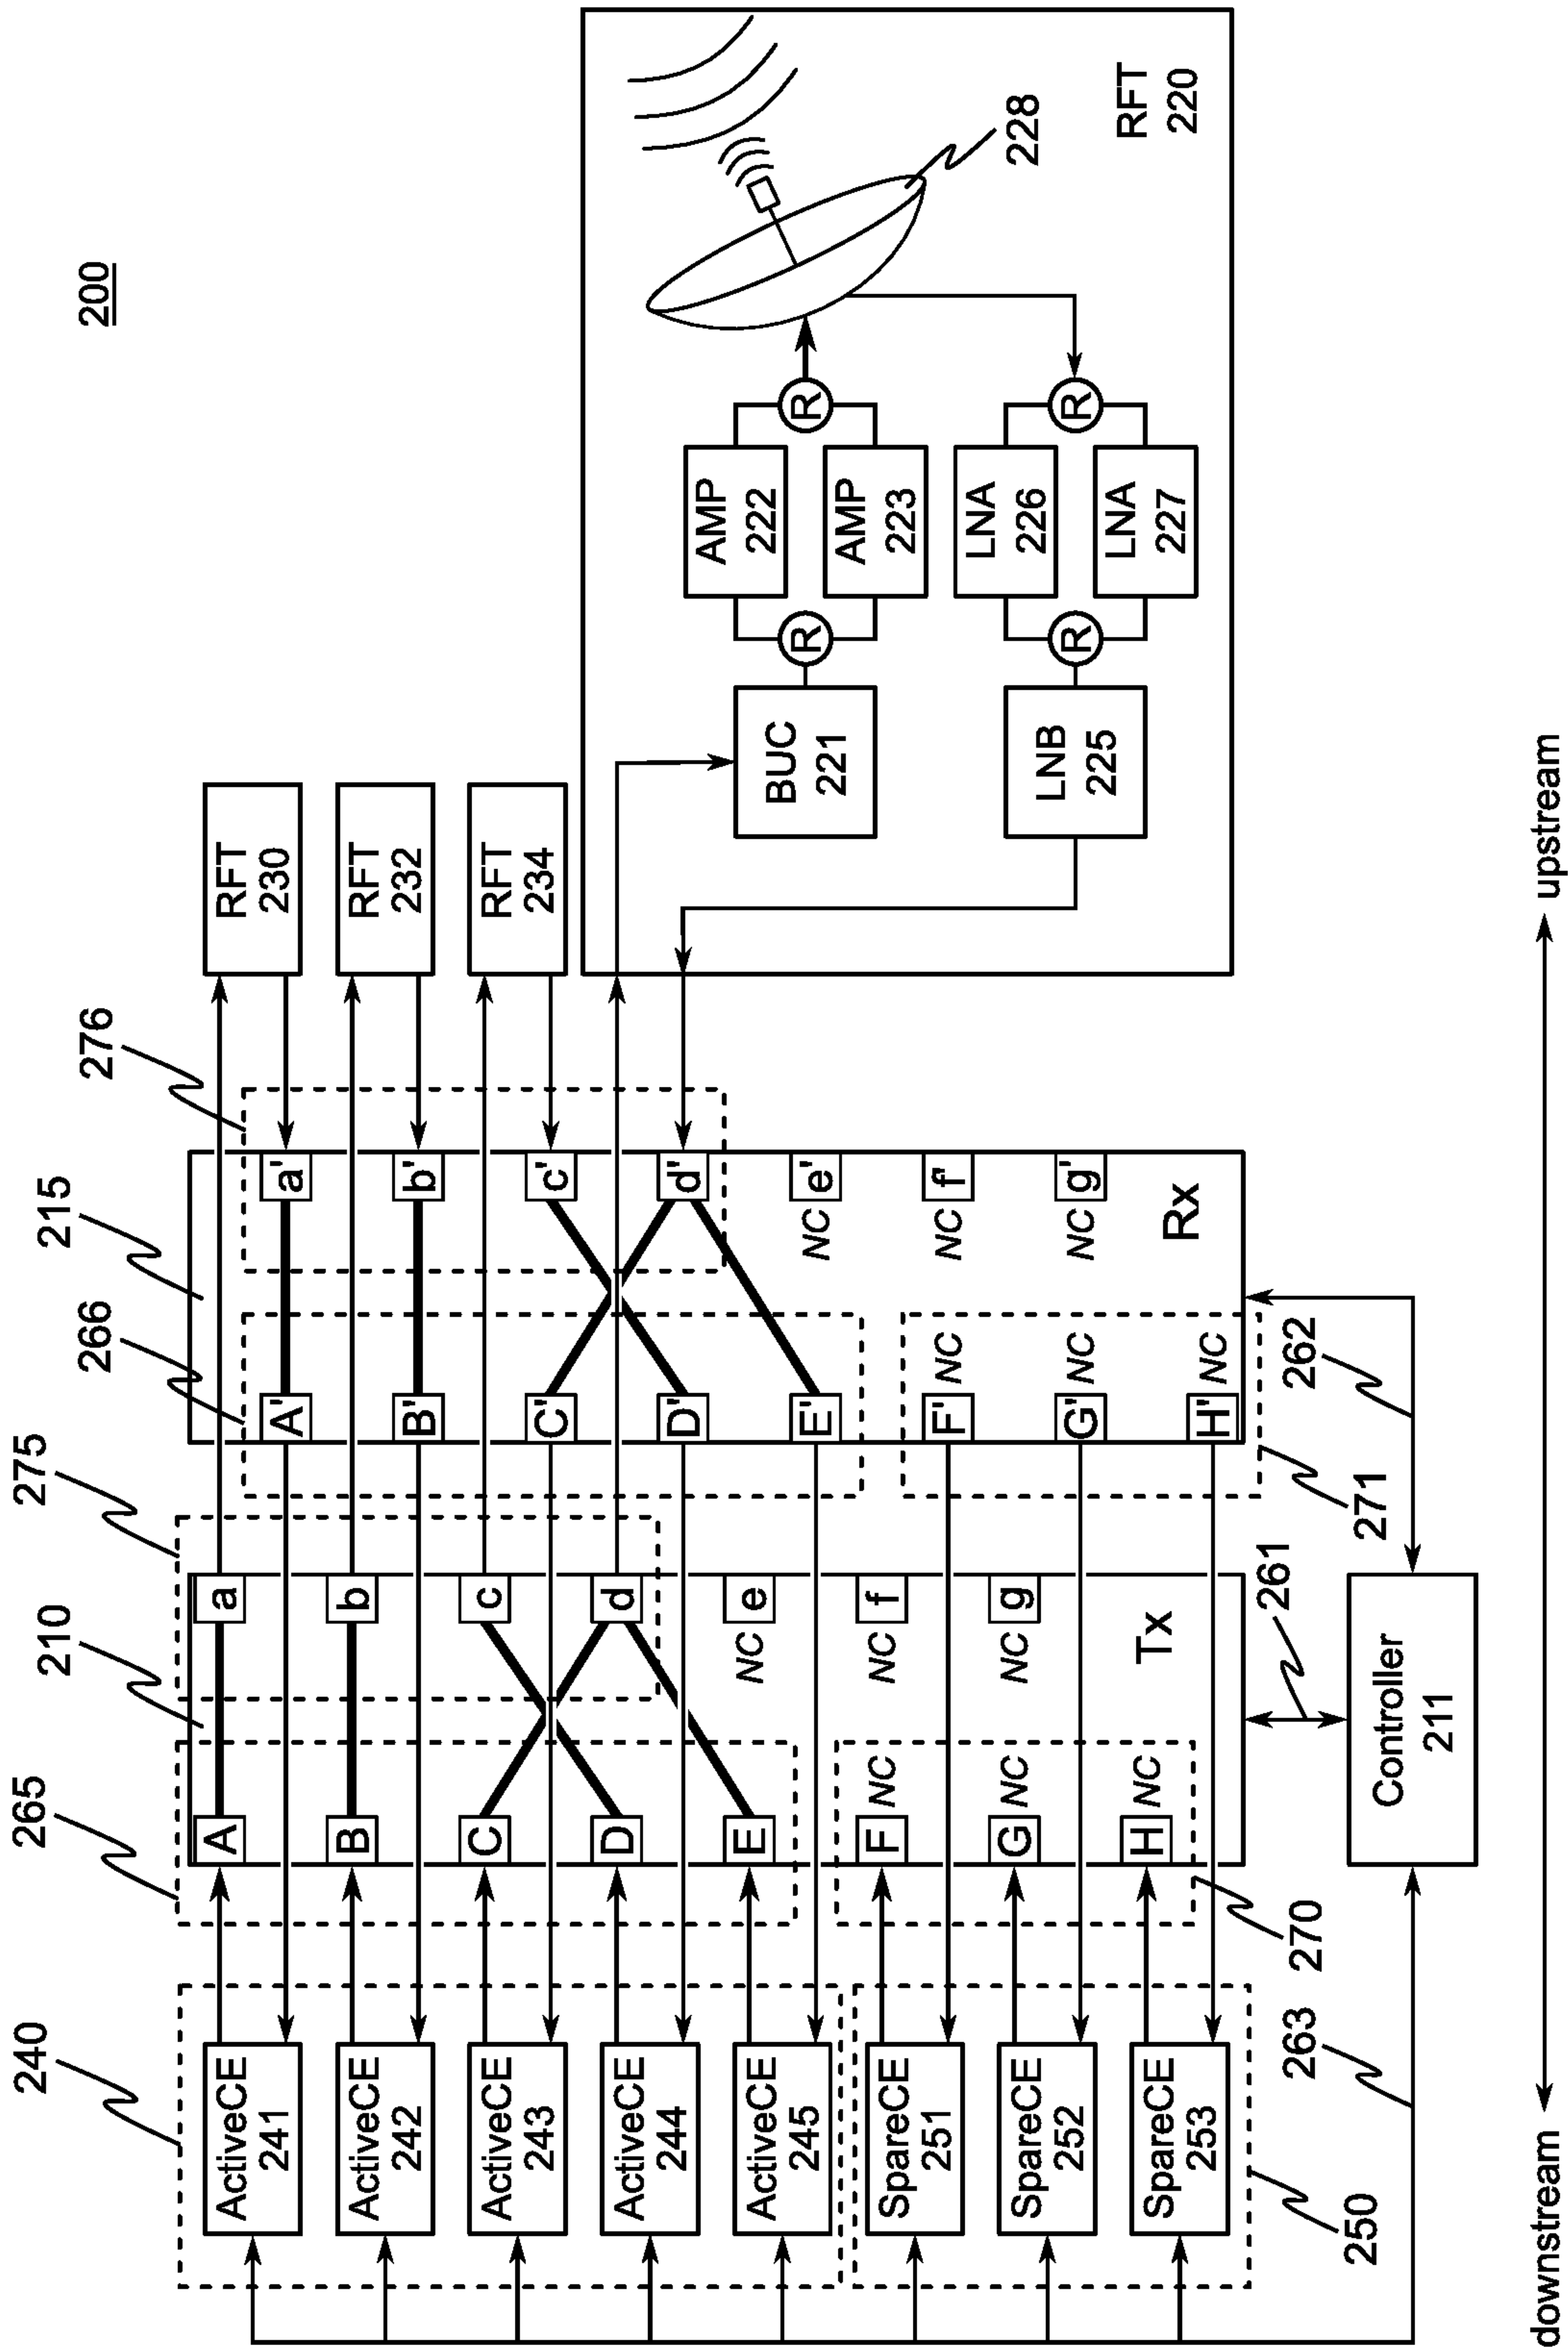 200
240
265
210
275
266
215
276
ActiveCE
241
ActiveCE
242
ActiveCE
243
ActiveCE
244
ActiveCE
245
SpareCE
251
SpareCE
252
SpareCE
253
250
263
270
A
B
C
D
E
F NC
G NC
H NC
a
b
c
d
NC e
NC f
NC g
Tx
261
Controller
211
A'
B'
C'
D'
E'
F' NC
G' NC
H' NC
a'
b'
c'
d'
NC e'
NC f'
NC g'
Rx
271
262
RFT
230
RFT
232
RFT
234
BUC
221
R
AMP
222
AMP
223
R
LNB
225
R
LNA
226
LNA
227
R
228
RFT
220
downstream
upstream